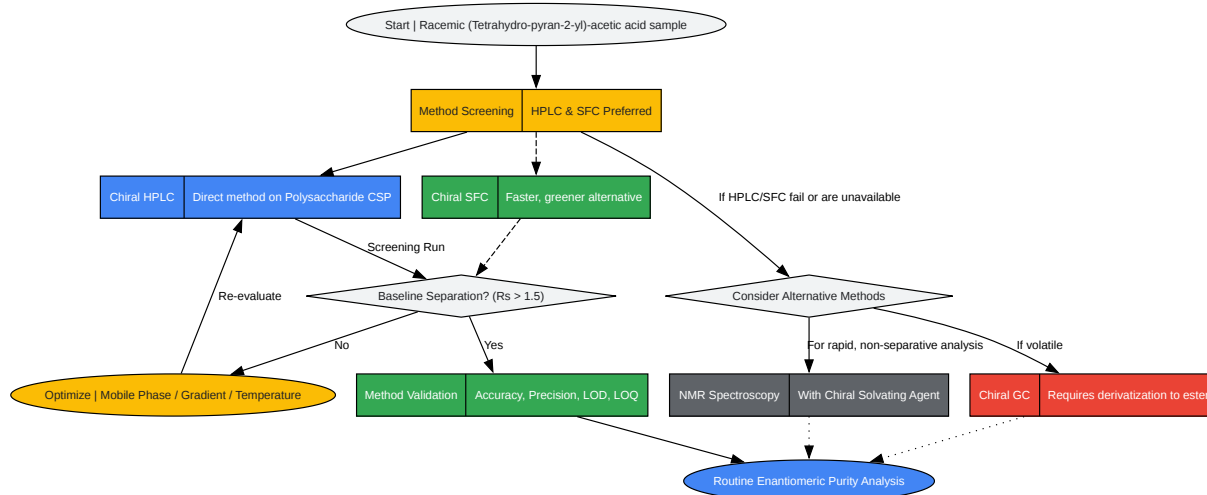 Start | Racemic (Tetrahydro-pyran-2-yl)-acetic acid sample
Method Screening
HPLC & SFC Preferred
Chiral HPLC
Direct method on Polysaccharide CSP
Chiral SFC
Faster, greener alternative
If HPLC/SFC fail or are unavailable
Screening Run
Re-evaluate
Baseline Separation? (Rs > 1.5)
Consider Alternative Methods
No
Yes
For rapid, non-separative analysis
If volatile
Optimize | Mobile Phase / Gradient / Temperature
Method Validation
Accuracy, Precision, LOD, LOQ
NMR Spectroscopy
With Chiral Solvating Agent
Chiral GC
Requires derivatization to ester
Routine Enantiomeric Purity Analysis